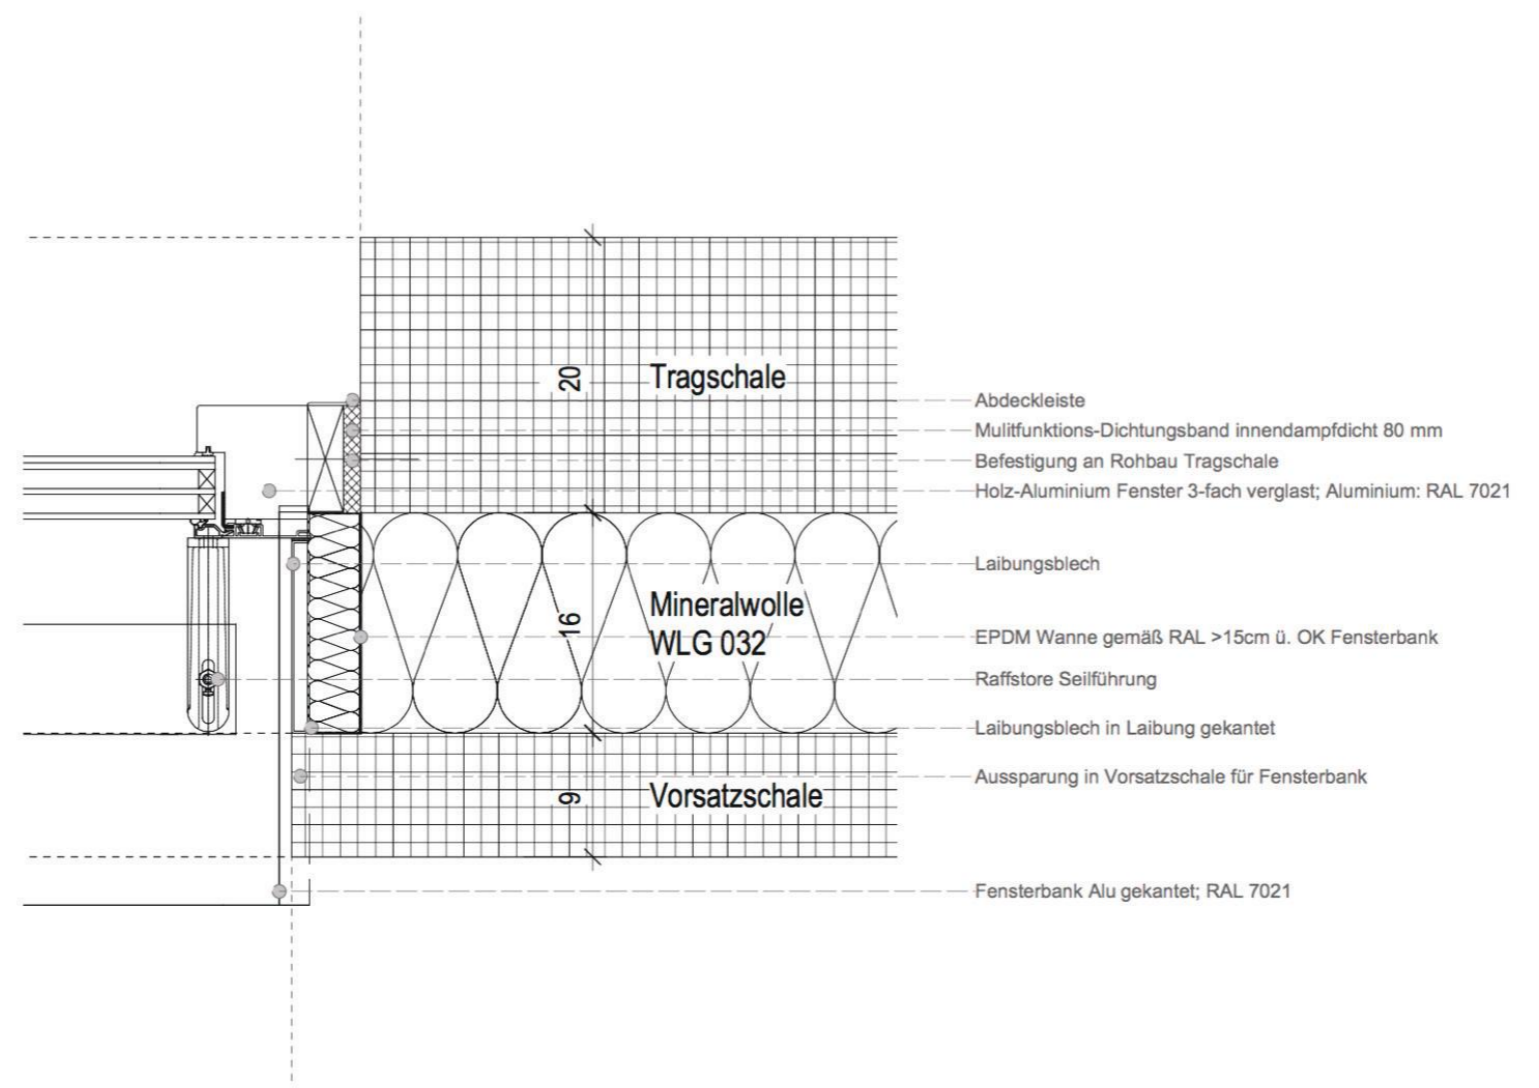 20
Tragschale
Abdeckleiste
Mulitfunktions-Dichtungsband innendampfdicht 80 mm
Befestigung an Rohbau Tragschale
Holz-Aluminium Fenster 3-fach verglast; Aluminium: RAL 7021
Laibungsblech
16
Mineralwolle
WLG 032
EPDM Wanne gemäß RAL >15cm ü. OK Fensterbank
Raffstore Seilführung
Laibungsblech in Laibung gekantet
Aussparung in Vorsatzschale für Fensterbank
9
Vorsatzschale
Fensterbank Alu gekantet; RAL 7021